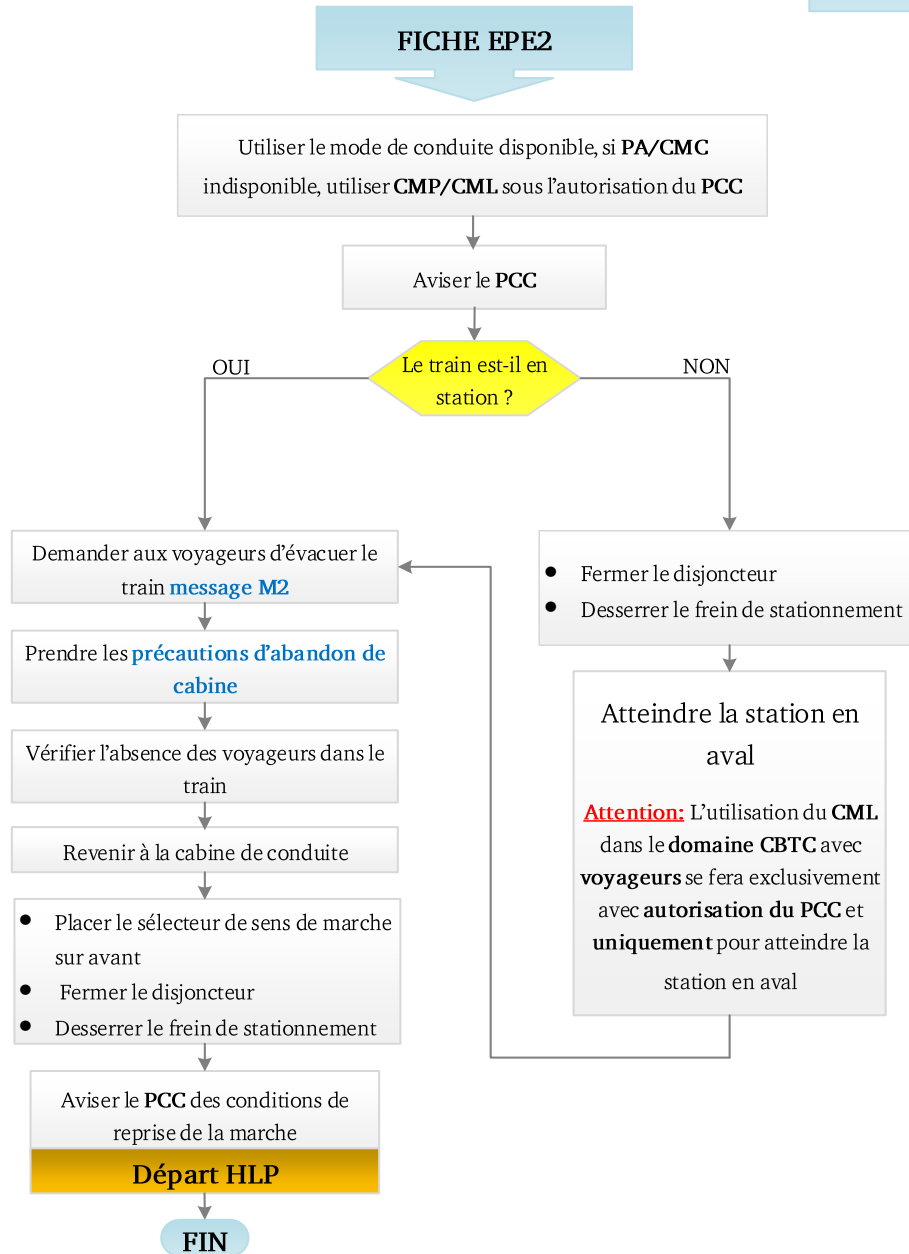 FICHE EPE2
Utiliser le mode de conduite disponible, si PA/CMC
indisponible, utiliser CMP/CML sous l'autorisation du PCC
Aviser le PCC
Le train est-il en
station ?
OUI
NON
Demander aux voyageurs d'évacuer le
train message M2
Prendre les précautions d'abandon de
cabine
Vérifier l'absence des voyageurs dans le
train
Revenir à la cabine de conduite
• Placer le sélecteur de sens de marche
sur avant
• Fermer le disjoncteur
• Desserrer le frein de stationnement
Aviser le PCC des conditions de
reprise de la marche
Départ HLP
FIN
• Fermer le disjoncteur
• Desserrer le frein de stationnement
Atteindre la station en
aval
Attention: L'utilisation du CML
dans le domaine CBTC avec
voyageurs se fera exclusivement
avec autorisation du PCC et
uniquement pour atteindre la
station en aval